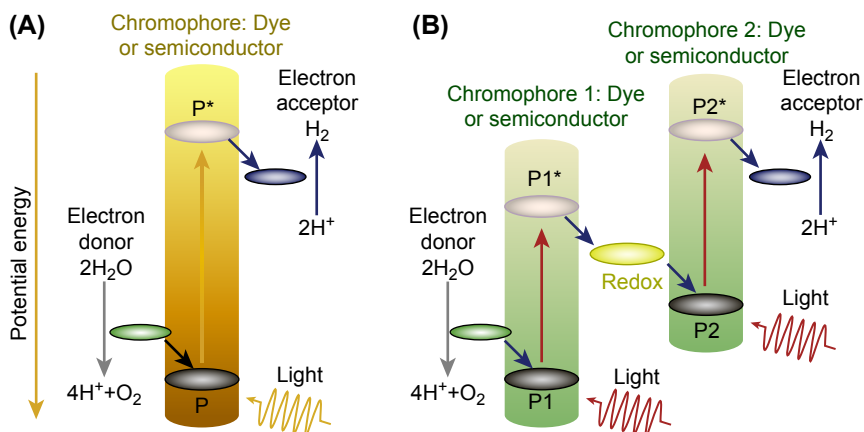 (A)
Chromophore: Dye
or semiconductor
Potential energy
P*
Electron
acceptor
H₂
2H⁺
Electron
donor
2H₂O
4H⁺+O₂
P
Light
(B)
Chromophore 1: Dye
or semiconductor
Chromophore 2: Dye
or semiconductor
P1*
P2*
Electron
acceptor
H₂
2H⁺
Electron
donor
2H₂O
Redox
4H⁺+O₂
P1
P2
Light
Light